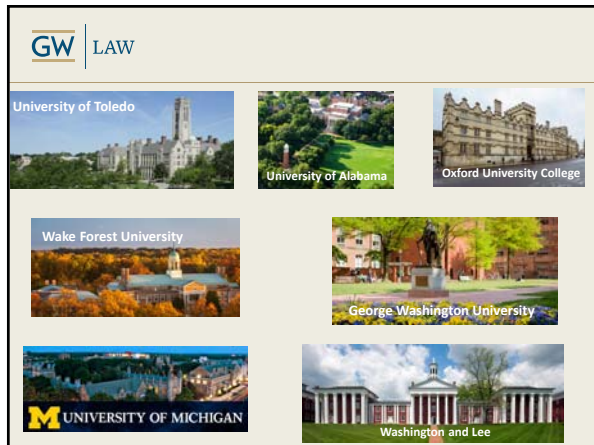 GW LAW
University of Toledo
University of Alabama
Oxford University College
Wake Forest University
George Washington University
M UNIVERSITY OF MICHIGAN
Washington and Lee